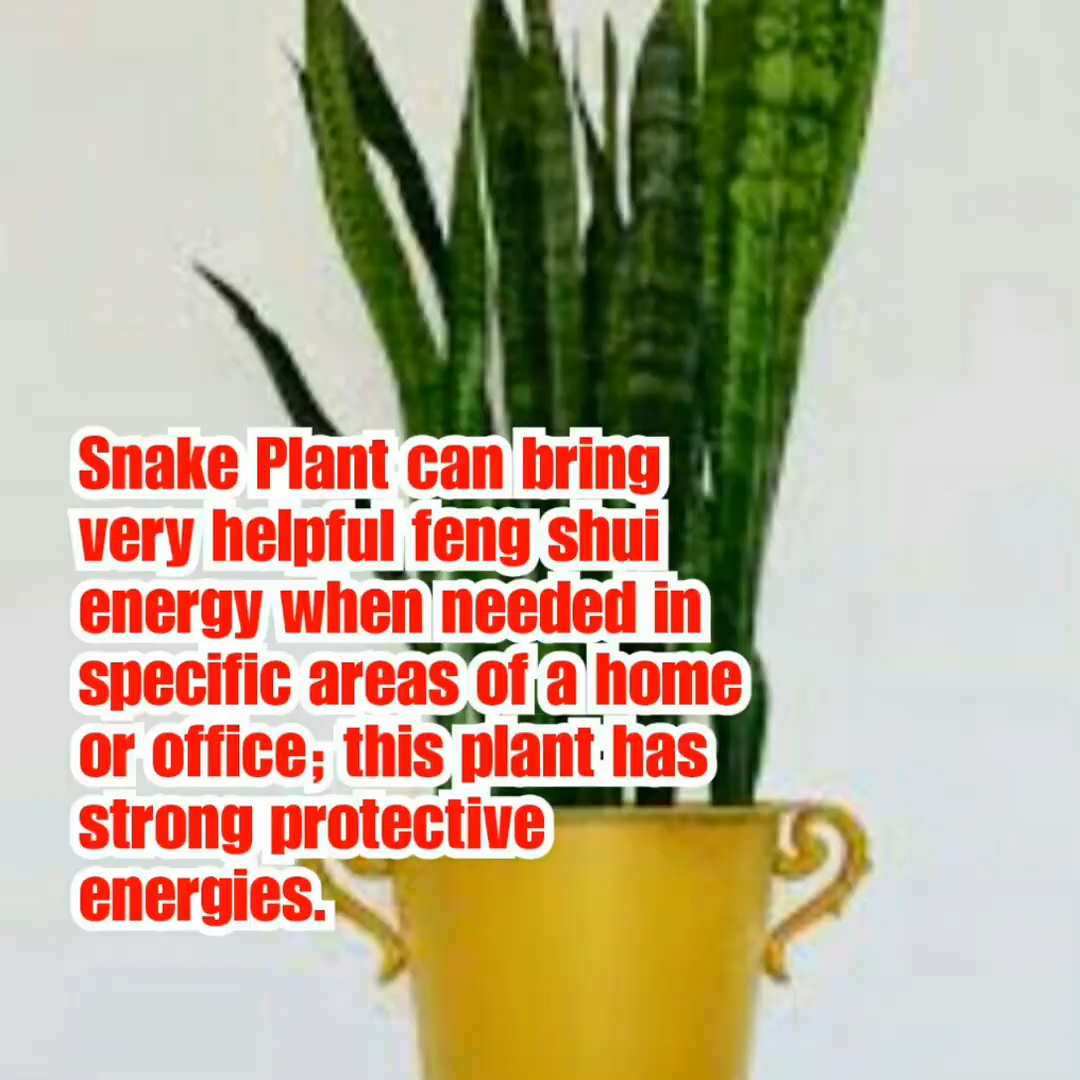 Snake Plant can bring
very helpful feng shui
energy when needed in
specific areas of a home
or office; this plant has
strong protective
energies.